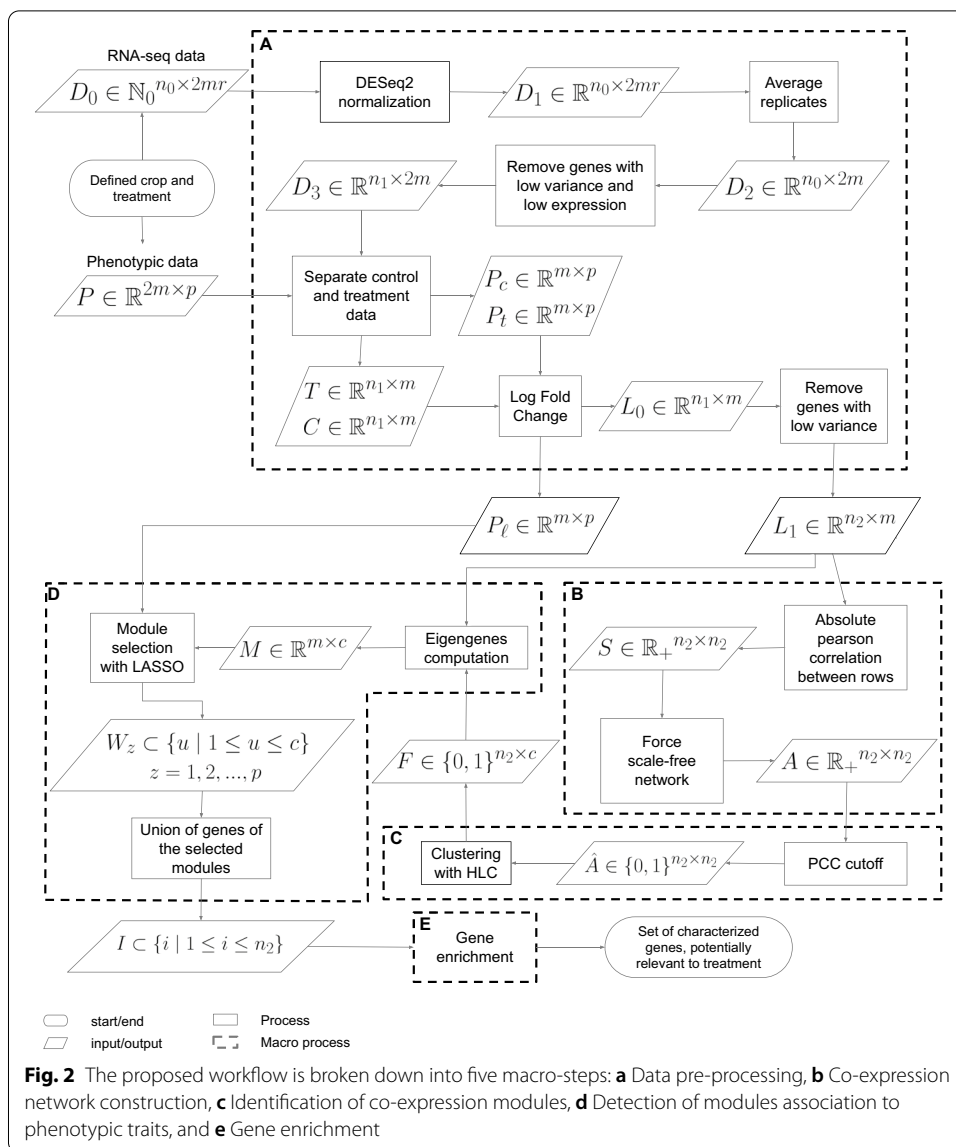 A
RNA-seq data
D₀ ∈ ℕ₀^{n₀×2mr}
DESeq2
normalization
D₁ ∈ ℝ^{n₀×2mr}
Average
replicates
Defined crop and
treatment
D₃ ∈ ℝ^{n₁×2m}
Remove genes with
low variance and
low expression
D₂ ∈ ℝ^{n₀×2m}
Phenotypic data
P ∈ ℝ^{2m×p}
Separate control
and treatment
data
P_c ∈ ℝ^{m×p}
P_t ∈ ℝ^{m×p}
T ∈ ℝ^{n₁×m}
C ∈ ℝ^{n₁×m}
Log Fold
Change
L₀ ∈ ℝ^{n₁×m}
Remove
genes with
low variance
P_ℓ ∈ ℝ^{m×p}
L₁ ∈ ℝ^{n₂×m}
D
Module
selection
with LASSO
M ∈ ℝ^{m×c}
Eigengenes
computation
B
S ∈ ℝ₊^{n₂×n₂}
Absolute
pearson
correlation
between rows
W_z ⊂ {u | 1 ≤ u ≤ c}
z = 1, 2, ..., p
F ∈ {0, 1}^{n₂×c}
Force
scale-free
network
A ∈ ℝ₊^{n₂×n₂}
Union of genes of
the selected
modules
C
Clustering
with HLC
Â ∈ {0, 1}^{n₂×n₂}
PCC cutoff
I ⊂ {i | 1 ≤ i ≤ n₂}
E
Gene
enrichment
Set of characterized
genes, potentially
relevant to treatment
start/end
Process
input/output
Macro process
Fig. 2 The proposed workflow is broken down into five macro-steps: a Data pre-processing, b Co-expression
network construction, c Identification of co-expression modules, d Detection of modules association to
phenotypic traits, and e Gene enrichment